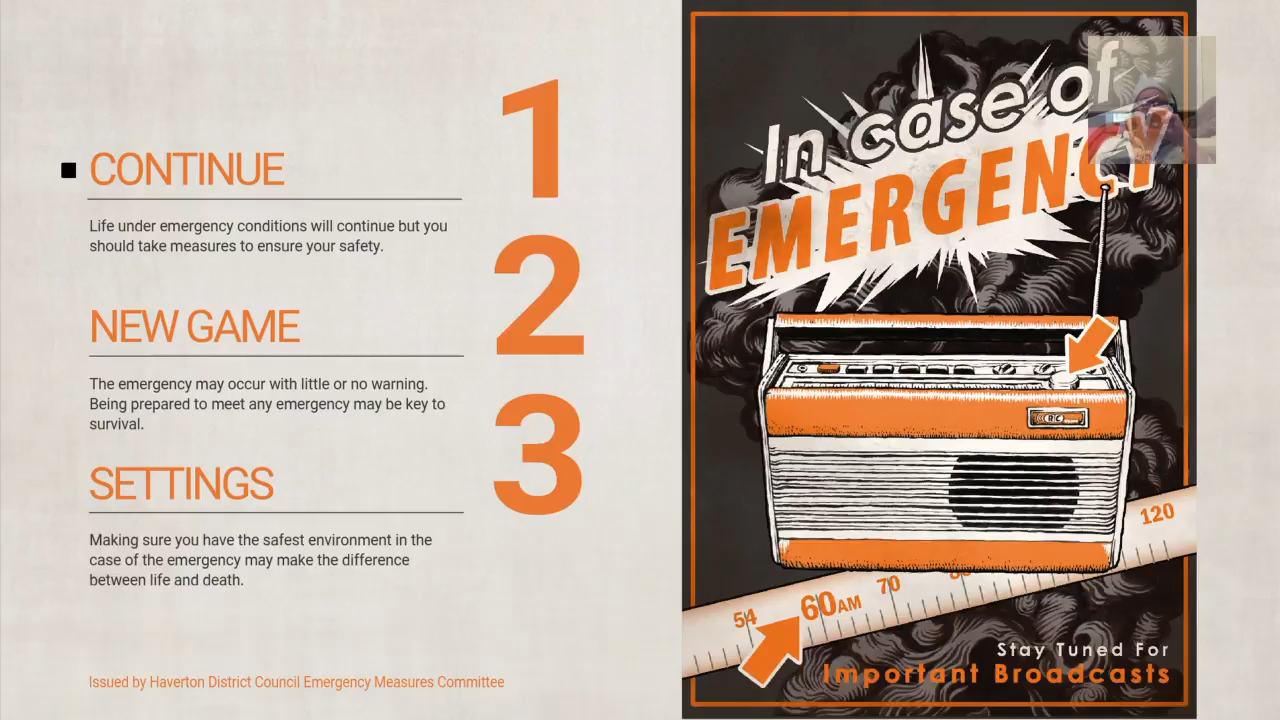 CONTINUE
1
Life under emergency conditions will continue but you
should take measures to ensure your safety.
NEW GAME
2
The emergency may occur with little or no warning.
Being prepared to meet any emergency may be key to
survival.
SETTINGS
3
Making sure you have the safest environment in the
case of the emergency may make the difference
between life and death.
Issued by Haverton District Council Emergency Measures Committee
In case of
EMERGENCY
120
54 60AM 70
Stay Tuned For
Important Broadcasts